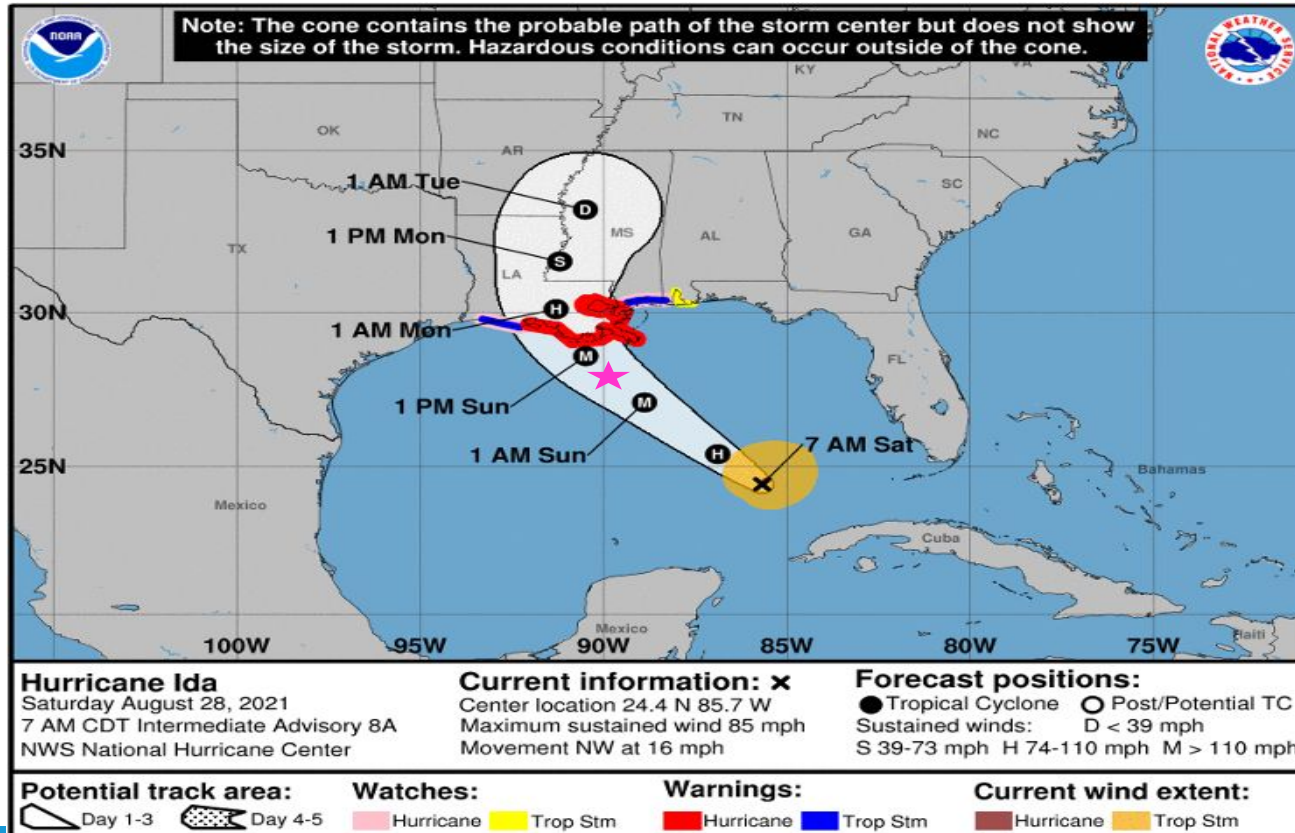 Note: The cone contains the probable path of the storm center but does not show
the size of the storm. Hazardous conditions can occur outside of the cone.
NOAA
NATIONAL WEATHER SERVICE
KY
VA
OK
TN
NC
35N
AR
SC
1 AM Tue
MS
AL
GA
TX
1 PM Mon
LA
D
S
H
30N
1 AM Mon
M
FL
1 PM Sun
M
1 AM Sun
7 AM Sat
H
25N
Bahamas
Mexico
Cuba
Mexico
Haiti
100W
95W
90W
85W
80W
75W
Hurricane Ida
Saturday August 28, 2021
7 AM CDT Intermediate Advisory 8A
NWS National Hurricane Center
Current information: ×
Center location 24.4 N 85.7 W
Maximum sustained wind 85 mph
Movement NW at 16 mph
Forecast positions:
Tropical Cyclone Post/Potential TC
Sustained winds: D < 39 mph
S 39-73 mph H 74-110 mph M > 110 mph
Potential track area:
Day 1-3 Day 4-5
Watches:
Hurricane Trop Stm
Warnings:
Hurricane Trop Stm
Current wind extent:
Hurricane Trop Stm